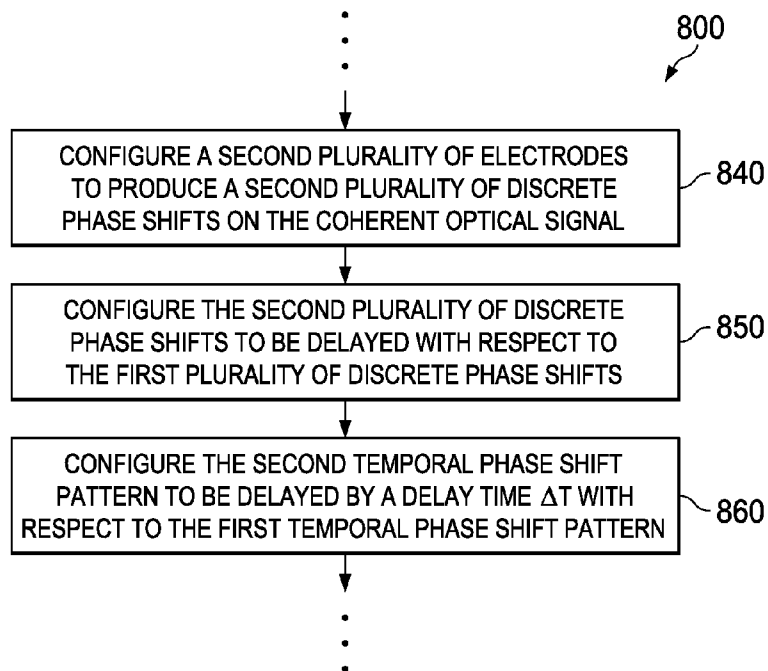 800
CONFIGURE A SECOND PLURALITY OF ELECTRODES
TO PRODUCE A SECOND PLURALITY OF DISCRETE
PHASE SHIFTS ON THE COHERENT OPTICAL SIGNAL
840
CONFIGURE THE SECOND PLURALITY OF DISCRETE
PHASE SHIFTS TO BE DELAYED WITH RESPECT TO
THE FIRST PLURALITY OF DISCRETE PHASE SHIFTS
850
CONFIGURE THE SECOND TEMPORAL PHASE SHIFT
PATTERN TO BE DELAYED BY A DELAY TIME ΔT WITH
RESPECT TO THE FIRST TEMPORAL PHASE SHIFT PATTERN
860